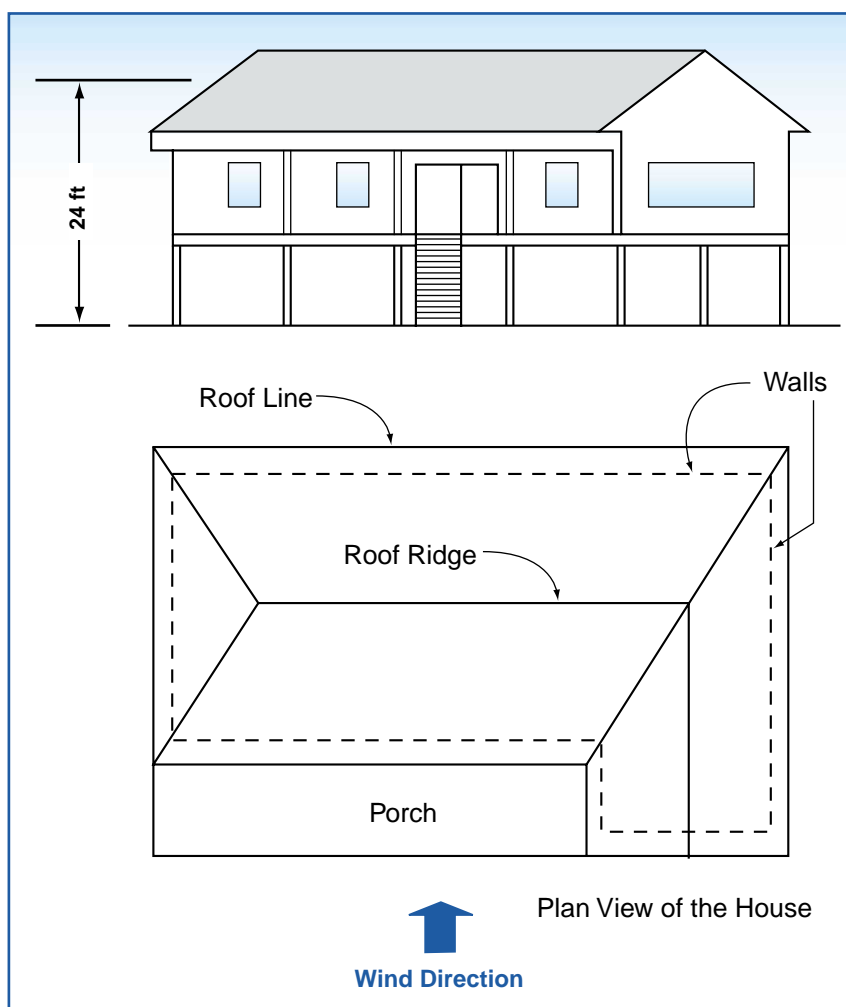 24 ft
Walls
Roof Line
Roof Ridge
Porch
Plan View of the House
Wind Direction